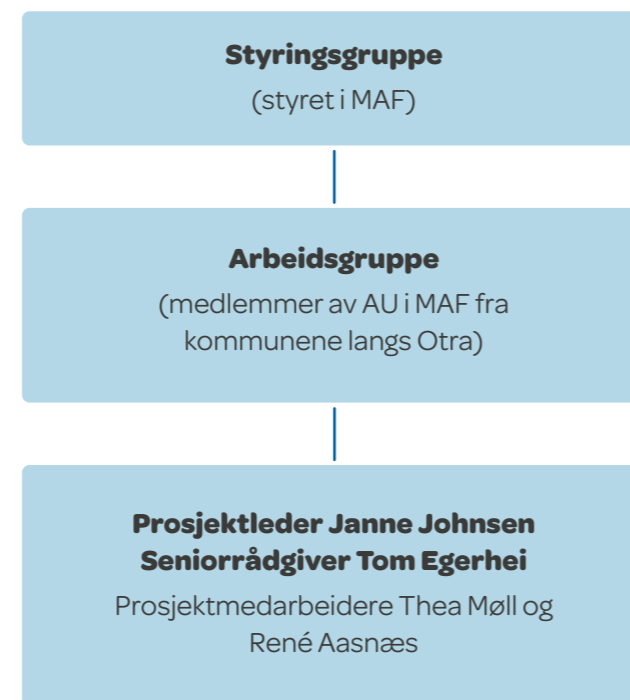 Styringsgruppe
(styret i MAF)
Arbeidsgruppe
(medlemmer av AU i MAF fra
kommunene langs Otra)
Prosjektleder Janne Johnsen
Seniorrådgiver Tom Egerhei
Prosjektmedarbeidere Thea Møll og
René Aasnæs